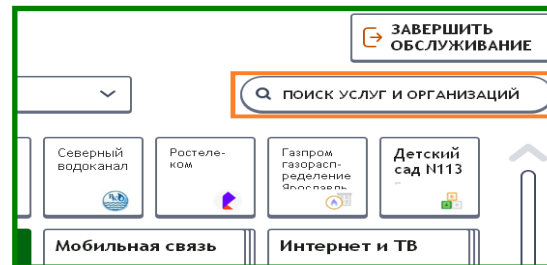 ЗАВЕРШИТЬ
ОБСЛУЖИВАНИЕ
ПОИСК УСЛУГ И ОРГАНИЗАЦИЙ
Северный
водоканал
Ростеле-
ком
Газпром
газорасп-
ределение
Ярославль
Детский
сад N113
Мобильная связь
Интернет и ТВ